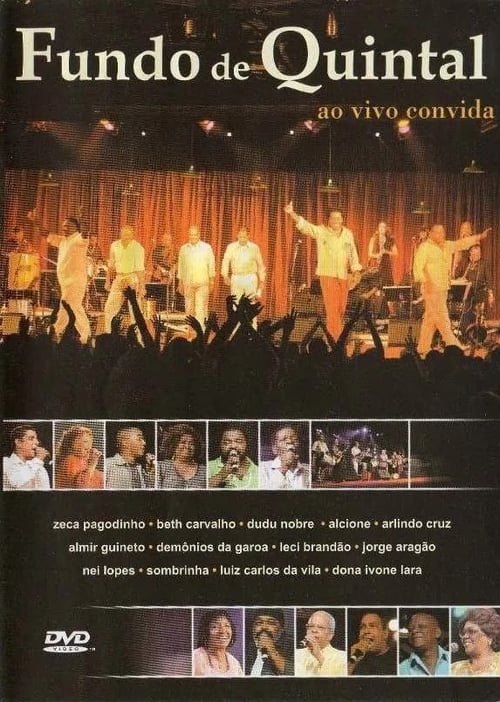 Fundo de Quintal
ao vivo convida
zeca pagodinho • beth carvalho • dudu nobre • alcione • arlindo cruz
almir guineto • demônios da garoa • leci brandão • jorge aragão
nei lopes • sombrinha • luiz carlos da vila • dona ivone lara
DVD
VIDEO